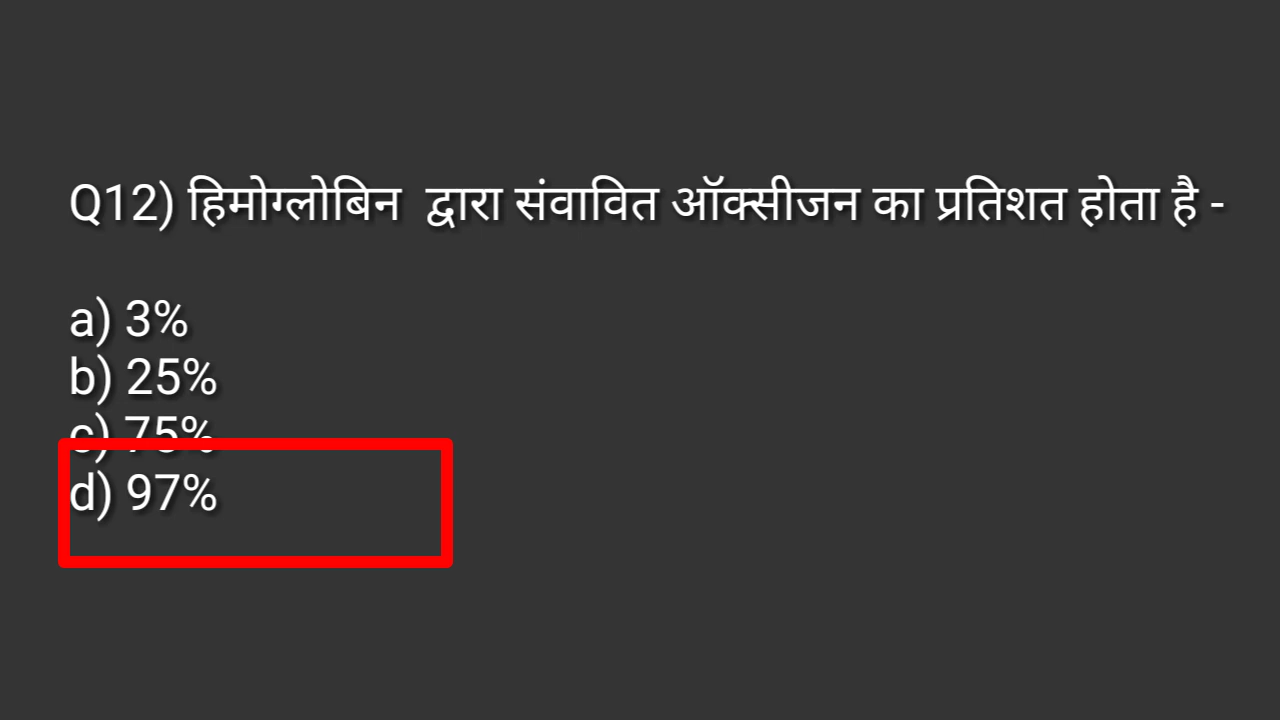 Q12) हिमोग्लोबिन द्वारा संवावित ऑक्सीजन का प्रतिशत होता है -
a) 3%
b) 25%
c) 75%
d) 97%